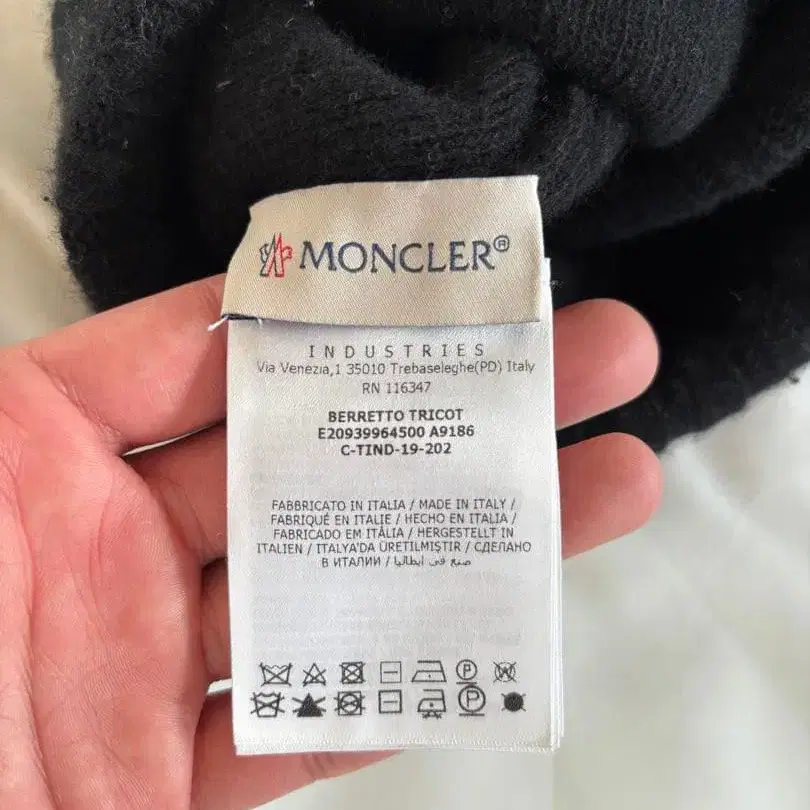 MONCLER®
INDUSTRIES
Via Venezia,1 35010 Trebaseleghe(PD) Italy
RN 116347
BERRETTO TRICOT
E20939964500 A9186
C-TIND-19-202
FABBRICATO IN ITALIA / MADE IN ITALY /
FABRIQUÉ EN ITALIE / HECHO EN ITALIA /
FABRICADO EM ITÁLIA / HERGESTELLT IN
ITALIEN / ITALYA'DA ÜRETILMIŞTIR / СДЕЛАНО
В ИТАЛИИ / صنع في ايطاليا
P W
P